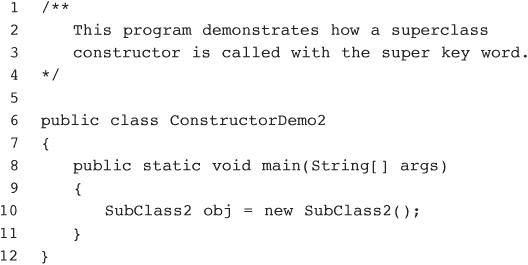 1 /**
2    This program demonstrates how a superclass
3    constructor is called with the super key word.
4 */
5
6 public class ConstructorDemo2
7 {
8    public static void main(String[] args)
9    {
10      SubClass2 obj = new SubClass2();
11   }
12 }